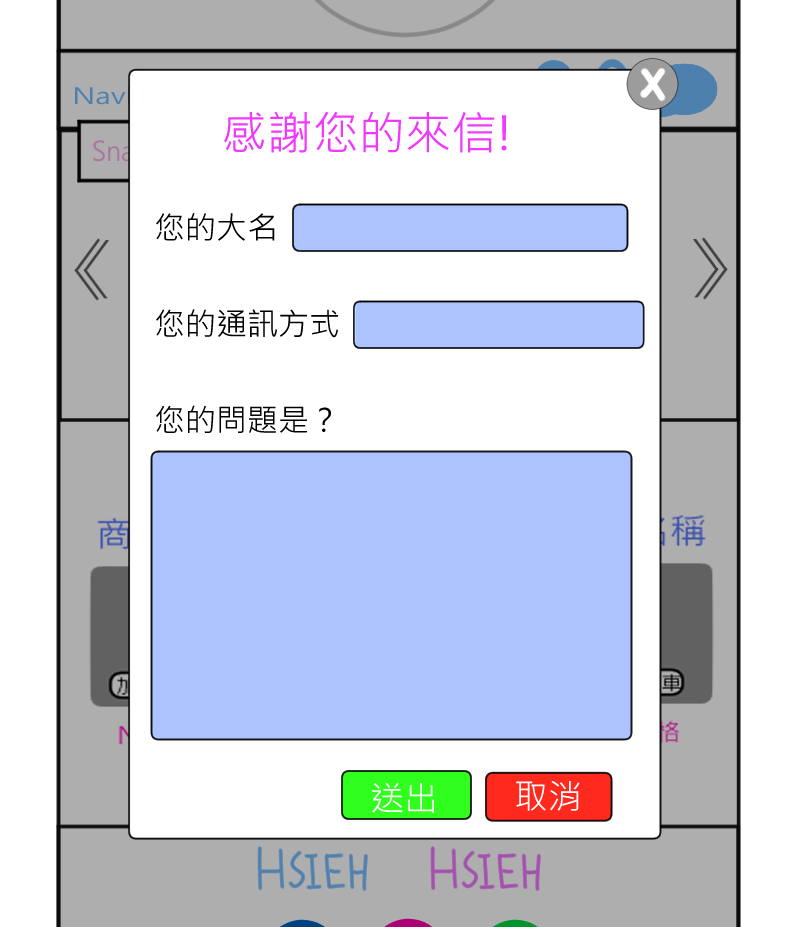 Nav
X
感謝您的來信!
Sna
您的大名
您的通訊方式
您的問題是？
商
名稱
加
車
格
送出
取消
HSIEH HSIEH